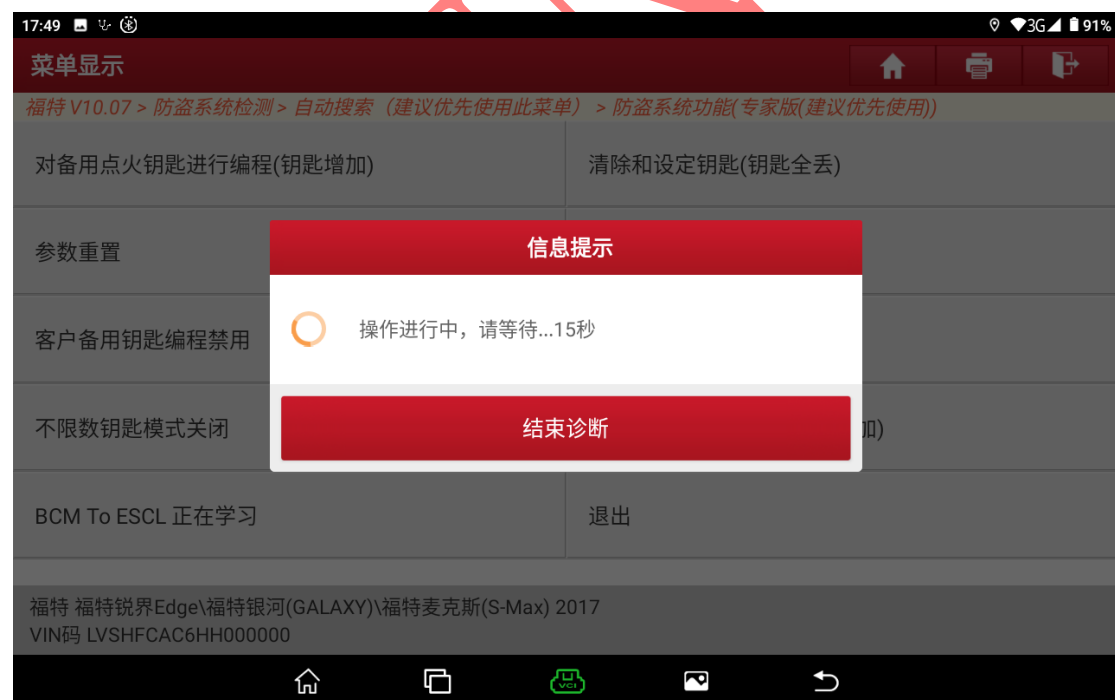 17:49 3G 91%
菜单显示
福特 V10.07 > 防盗系统检测 > 自动搜索（建议优先使用此菜单） > 防盗系统功能(专家版(建议优先使用))
对备用点火钥匙进行编程(钥匙增加) 清除和设定钥匙(钥匙全丢)
参数重置
信息提示
客户备用钥匙编程禁用
操作进行中，请等待...15秒
不限数钥匙模式关闭
结束诊断
加)
BCM To ESCL 正在学习 退出
福特 福特锐界Edge\福特银河(GALAXY)\福特麦克斯(S-Max) 2017
VIN码 LVSHFCAC6HH000000
VCI